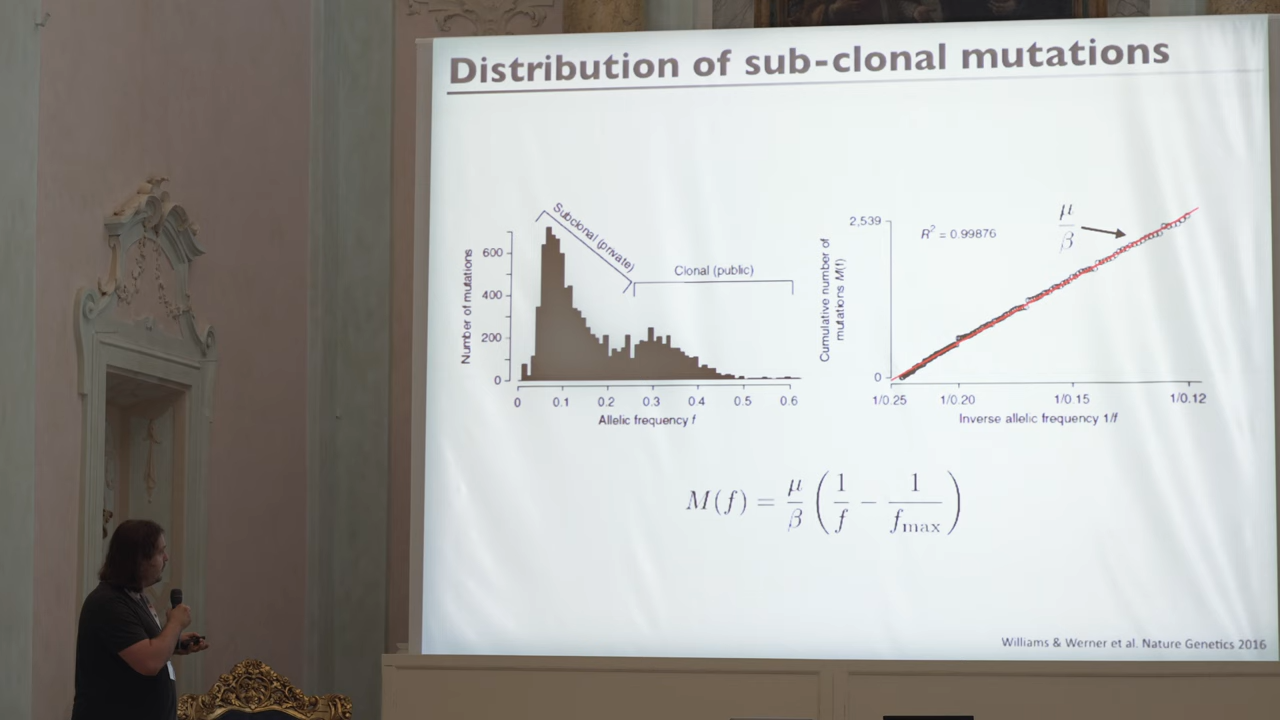 Distribution of sub-clonal mutations
Subclonal (private)
Clonal (public)
Number of mutations
600
400
200
0
0 0.1 0.2 0.3 0.4 0.5 0.6
Allelic frequency f
Cumulative number of
mutations M(f)
2,539
0
R² = 0.99876
μ
β
1/0.25 1/0.20 1/0.15 1/0.12
Inverse allelic frequency 1/f
M(f) = μ/β (1/f − 1/fmax)
Williams & Werner et al. Nature Genetics 2016